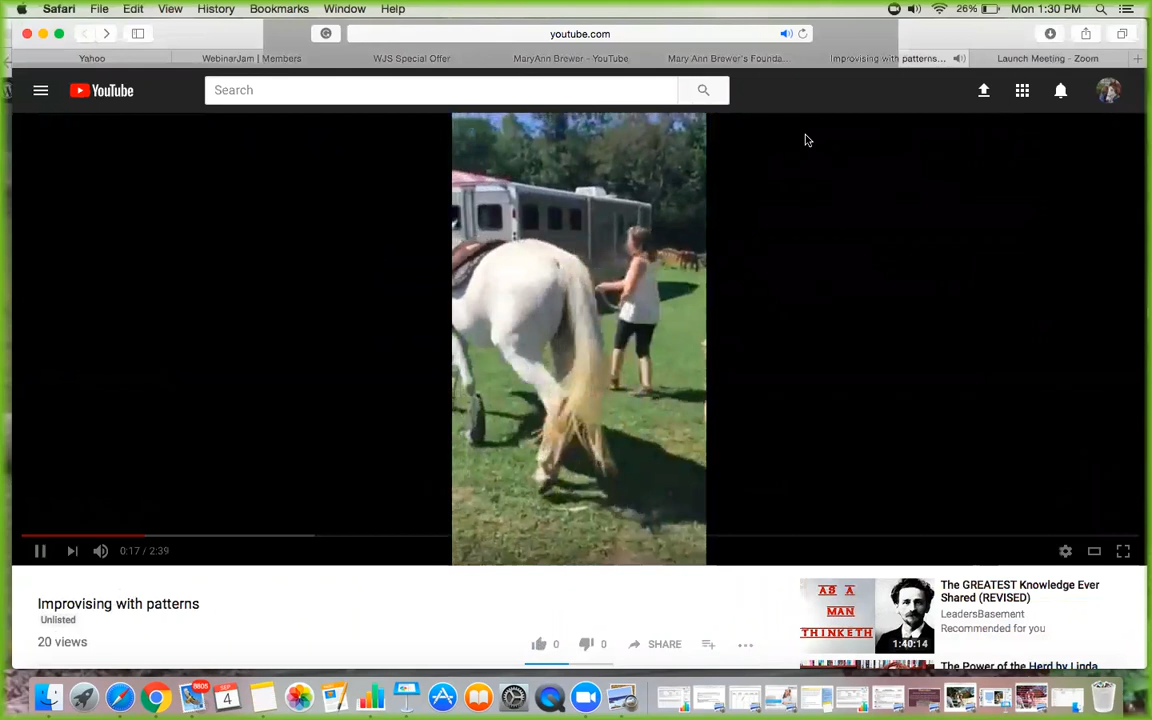 Safari File Edit View History Bookmarks Window Help 26% Mon 1:30 PM
youtube.com
Yahoo WebinarJam | Members WJS Special Offer MaryAnn Brewer - YouTube Mary Ann Brewer's Founda... Improvising with patterns... Launch Meeting - Zoom
YouTube Search
0:17 / 2:39
Improvising with patterns
Unlisted
20 views
0 0 SHARE
AS A
MAN
THINKETH
1:40:14
The GREATEST Knowledge Ever
Shared (REVISED)
LeadersBasement
Recommended for you
The Power of the Herd by Linda
6605
SEP
4